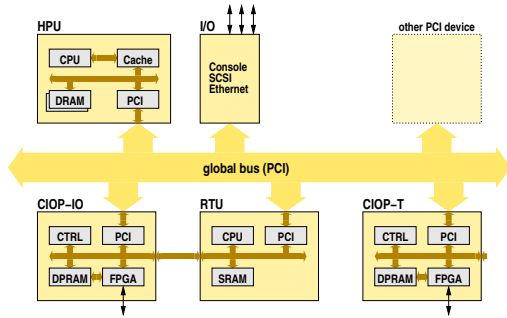 HPU
I/O
other PCI device
CPU
Cache
DRAM
PCI
Console
SCSI
Ethernet
global bus (PCI)
CIOP−IO
RTU
CIOP−T
CTRL
PCI
DPRAM
FPGA
CPU
PCI
SRAM
CTRL
PCI
DPRAM
FPGA